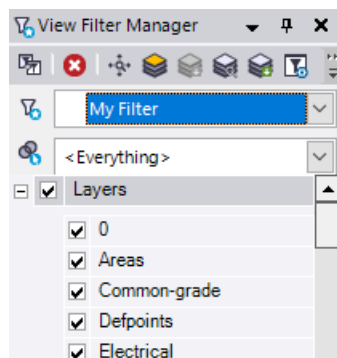 View Filter Manager
My Filter
<Everything>
Layers
0
Areas
Common-grade
Defpoints
Electrical